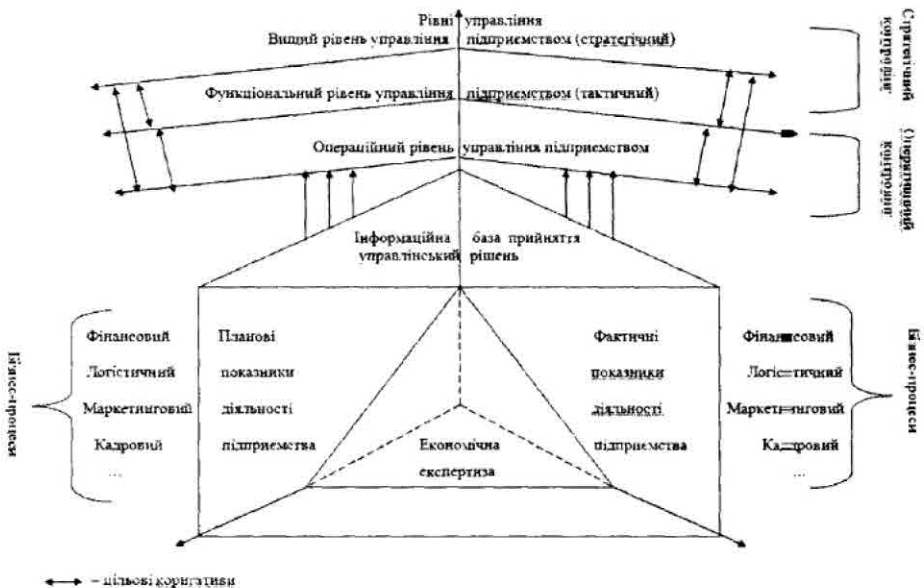 Рівні управління
Вищий рівень управління підприємством (стратегічний)
Функціональний рівень управління підприємством (тактичний)
Операційний рівень управління підприємством
Стратегічний
контролінг
Оперативний
контролінг
Інформаційна база прийняття
управлінський рішень
Бізнес-процеси
Фінансовий
Логістичний
Маркетинговий
Кадровий
...
Планові
показники
діяльності
підприємства
Економічна
експертиза
Фактичні
показники
діяльності
підприємства
Фінансовий
Логістичний
Маркетинговий
Кадровий
...
Бізнес-процеси
– цільові коригативи